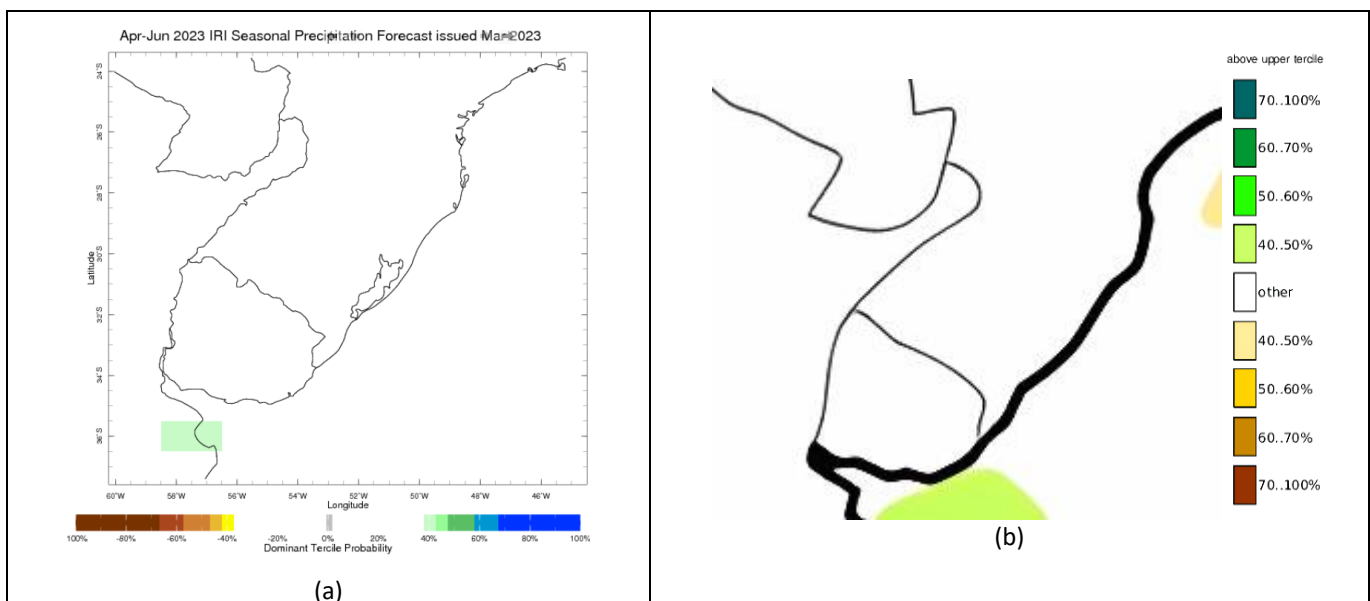 Apr-Jun 2023 IRI Seasonal Precipitation Forecast issued Mar 2023
24°S
26°S
28°S
30°S
32°S
34°S
36°S
Latitude
60°W 58°W 56°W 54°W 52°W 50°W 48°W 46°W
Longitude
100% -80% -60% -40% -20% 0% 20% 40% 60% 80% 100%
Dominant Tercile Probability
(a)
above upper tercile
70..100%
60..70%
50..60%
40..50%
other
40..50%
50..60%
60..70%
70..100%
(b)